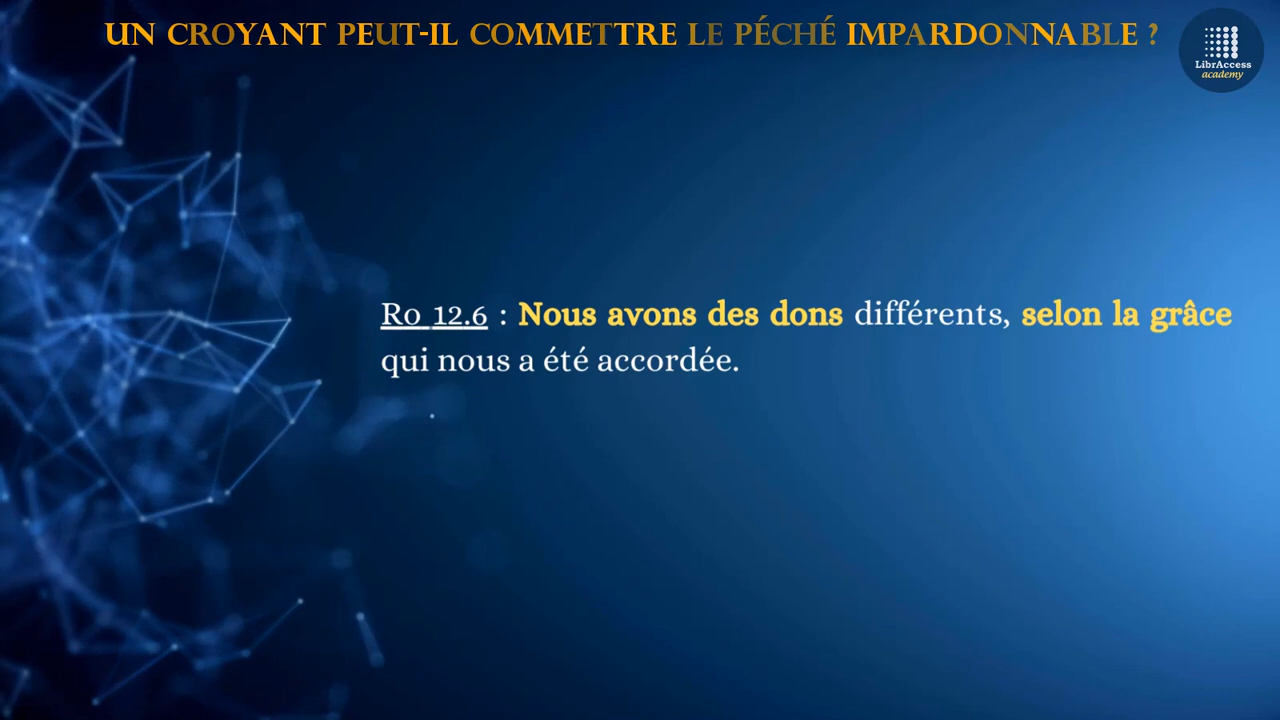 UN CROYANT PEUT-IL COMMETTRE LE PÉCHÉ IMPARDONNABLE ?
LibrAccess
academy
Ro 12.6 : Nous avons des dons différents, selon la grâce
qui nous a été accordée.